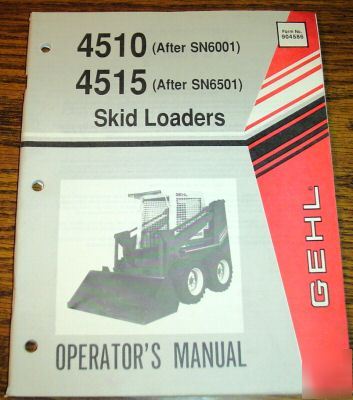 4510 (After SN6001)
4515 (After SN6501)
Skid Loaders
Form No.
904586
GEHL
OPERATOR'S MANUAL